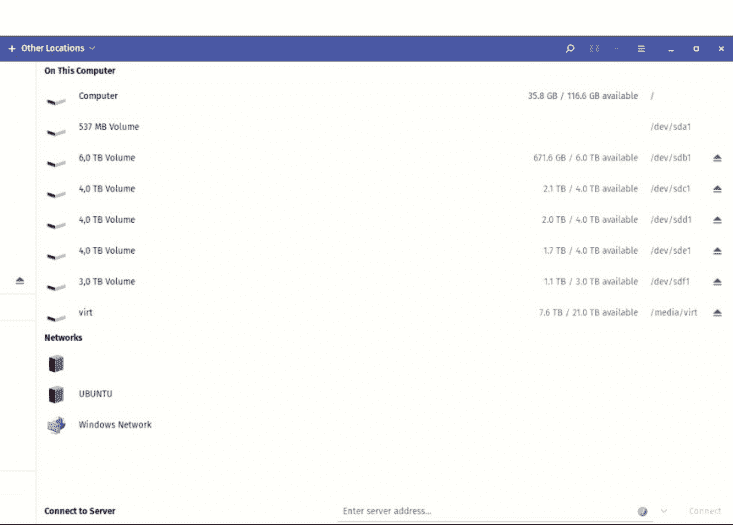 Other Locations
On This Computer
Computer 35.8 GB / 116.6 GB available /
537 MB Volume /dev/sda1
6,0 TB Volume 671.6 GB / 6.0 TB available /dev/sdb1
4,0 TB Volume 2.1 TB / 4.0 TB available /dev/sdc1
4,0 TB Volume 2.0 TB / 4.0 TB available /dev/sdd1
4,0 TB Volume 1.7 TB / 4.0 TB available /dev/sde1
3,0 TB Volume 1.1 TB / 3.0 TB available /dev/sdf1
virt 7.6 TB / 21.0 TB available /media/virt
Networks
UBUNTU
Windows Network
Connect to Server Enter server address... Connect